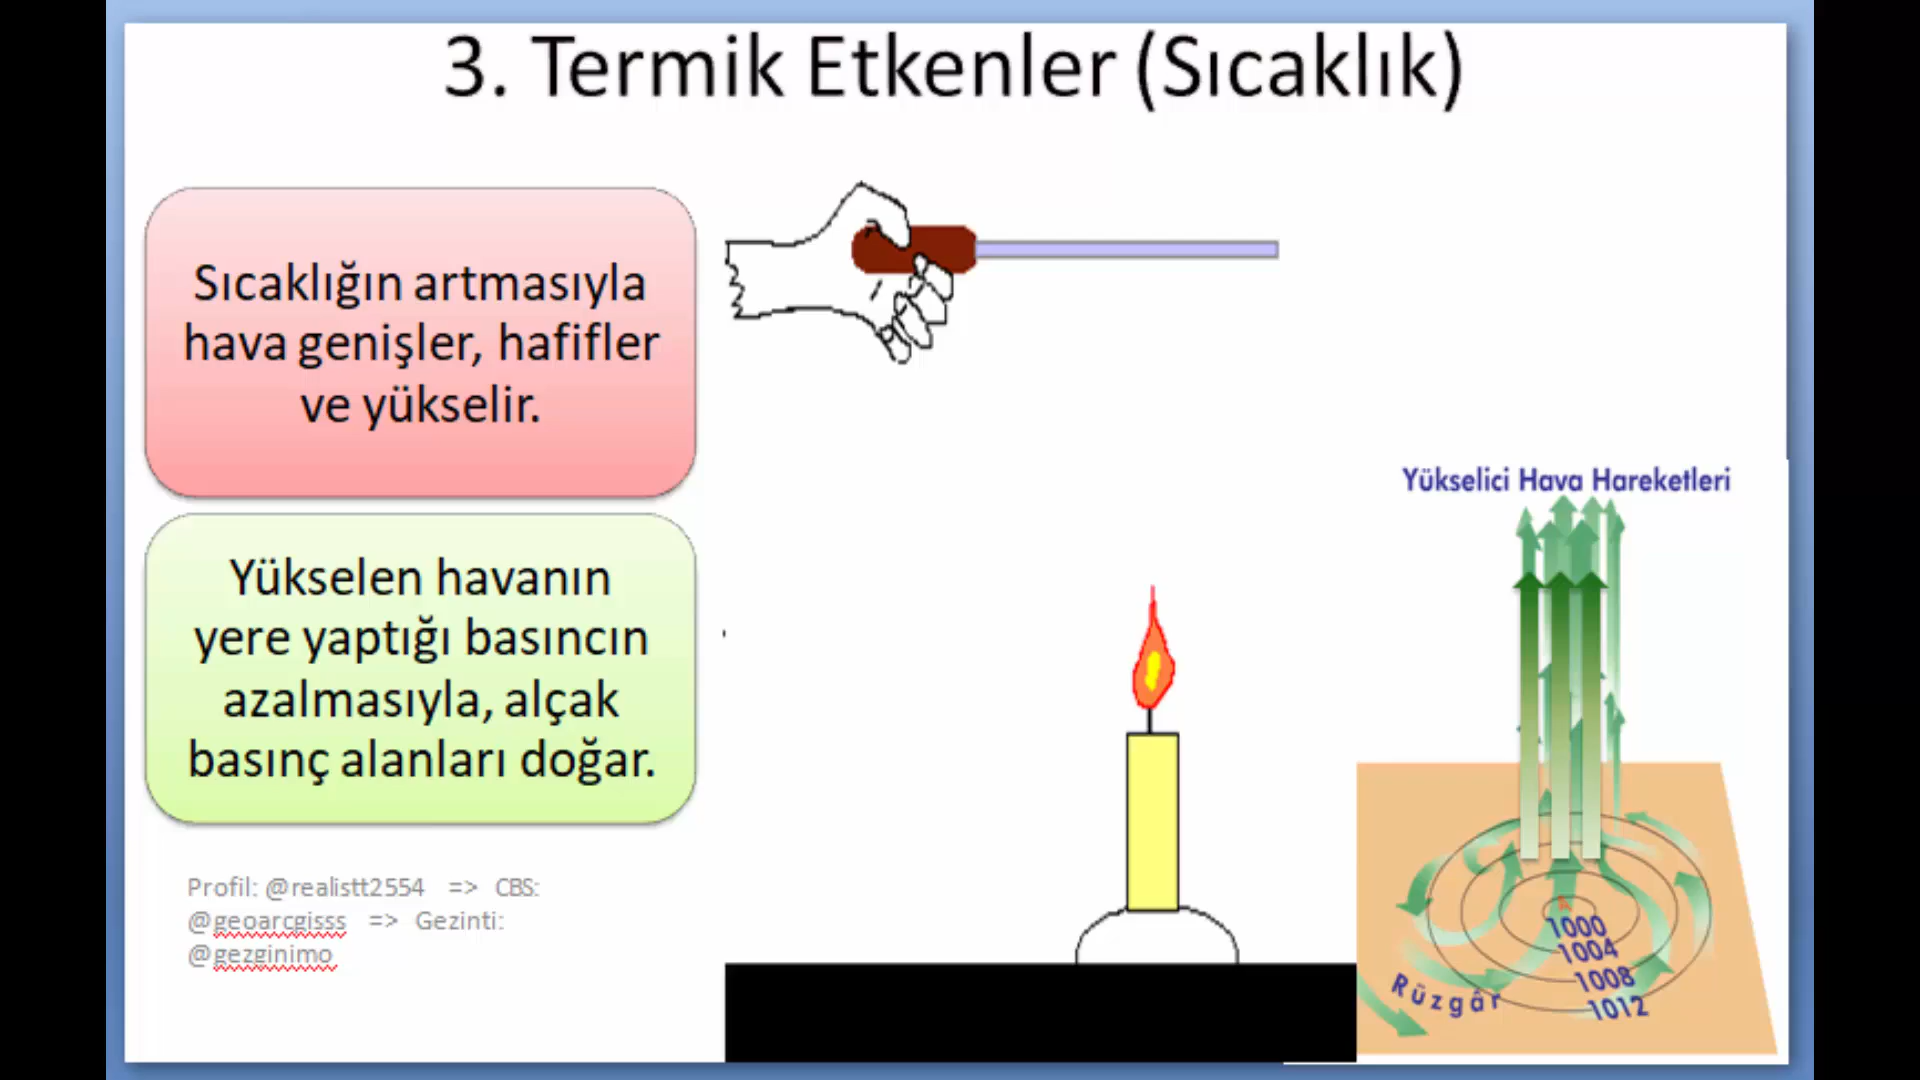 3. Termik Etkenler (Sıcaklık)
Sıcaklığın artmasıyla
hava genişler, hafifler
ve yükselir.
Yükselen havanın
yere yaptığı basıncın
azalmasıyla, alçak
basınç alanları doğar.
Profil: @realistt2554 => CBS:
@geoarcgisss => Gezinti:
@gezginimo
Yükselici Hava Hareketleri
1000
1004
1008
1012
Rüzgâr